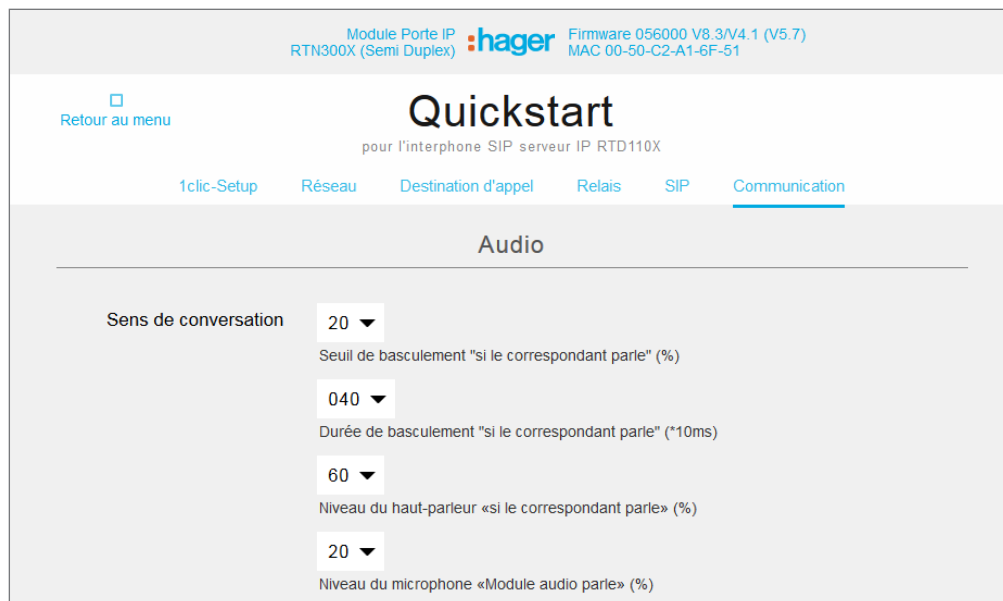 Module Porte IP
RTN300X (Semi Duplex)
:hager
Firmware 056000 V8.3/V4.1 (V5.7)
MAC 00-50-C2-A1-6F-51
Retour au menu
Quickstart
pour l'interphone SIP serveur IP RTD110X
1clic-Setup Réseau Destination d'appel Relais SIP Communication
Audio
Sens de conversation 20
Seuil de basculement "si le correspondant parle" (%)
040
Durée de basculement "si le correspondant parle" (*10ms)
60
Niveau du haut-parleur «si le correspondant parle» (%)
20
Niveau du microphone «Module audio parle» (%)